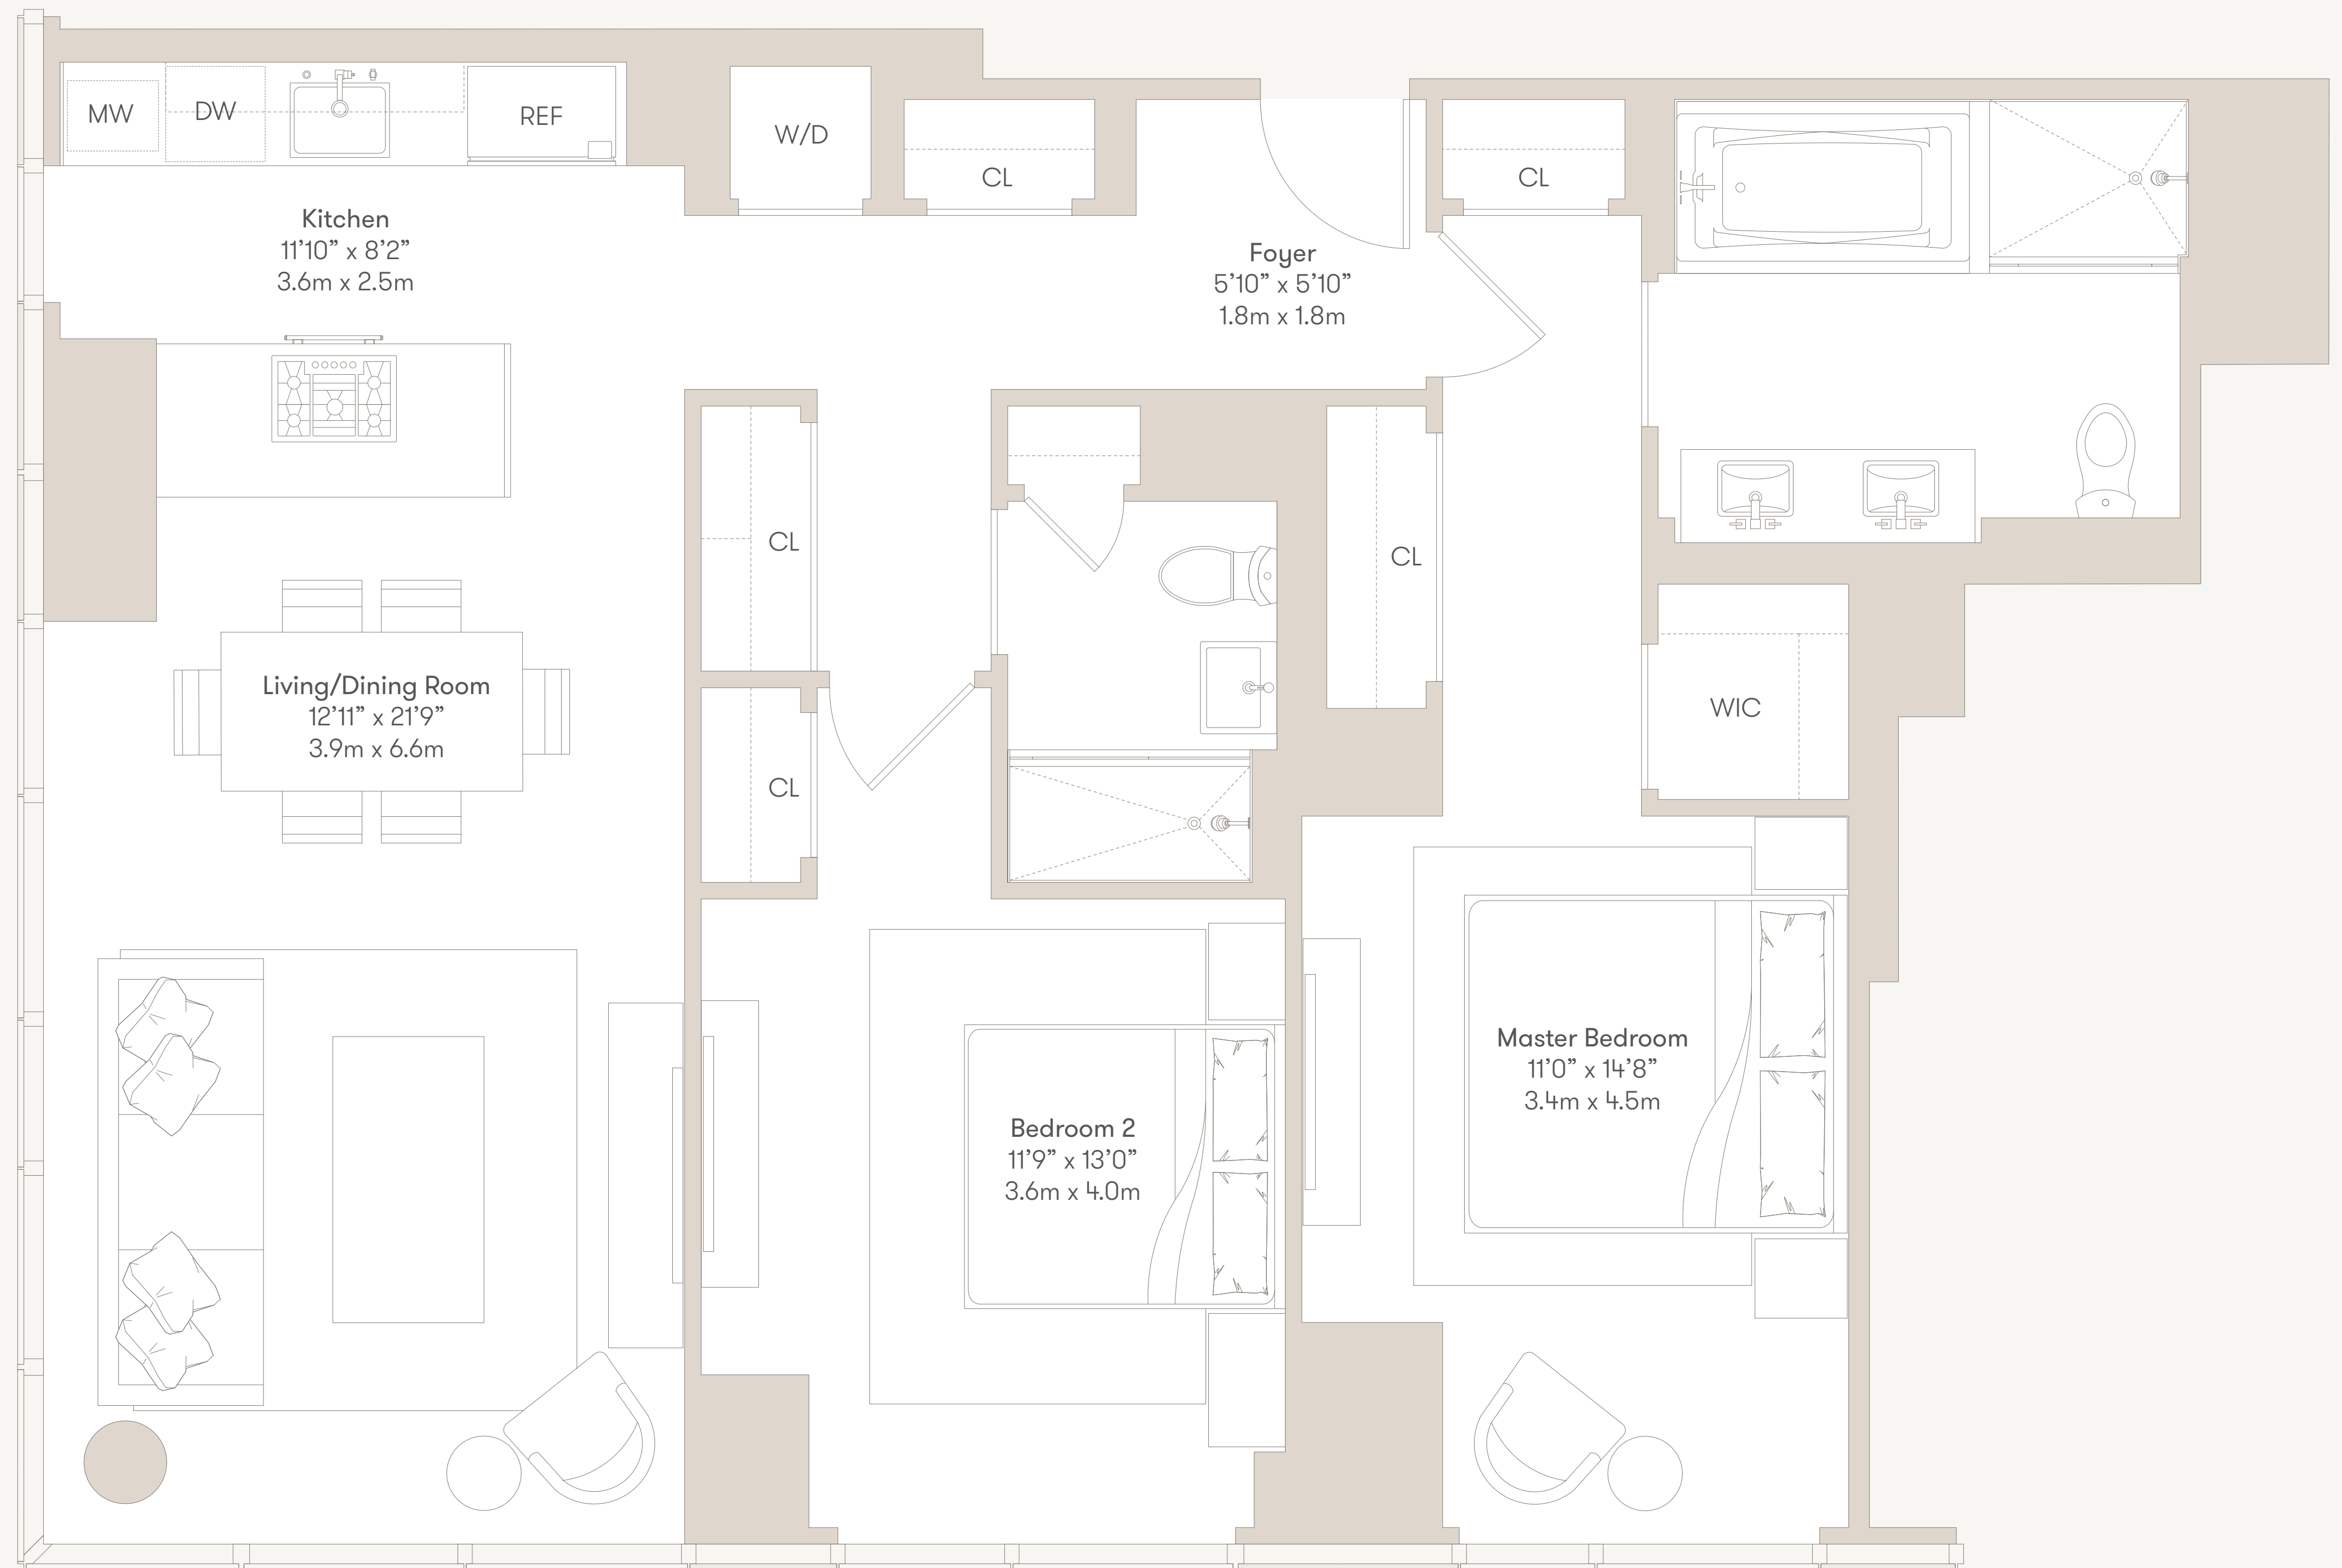 MW
DW
REF
W/D
CL
CL
Kitchen
11’10” x 8’2”
3.6m x 2.5m
Foyer
5’10” x 5’10”
1.8m x 1.8m
CL
CL
Living/Dining Room
12’11” x 21’9”
3.9m x 6.6m
WIC
CL
Master Bedroom
11’0” x 14’8”
3.4m x 4.5m
Bedroom 2
11’9” x 13’0”
3.6m x 4.0m